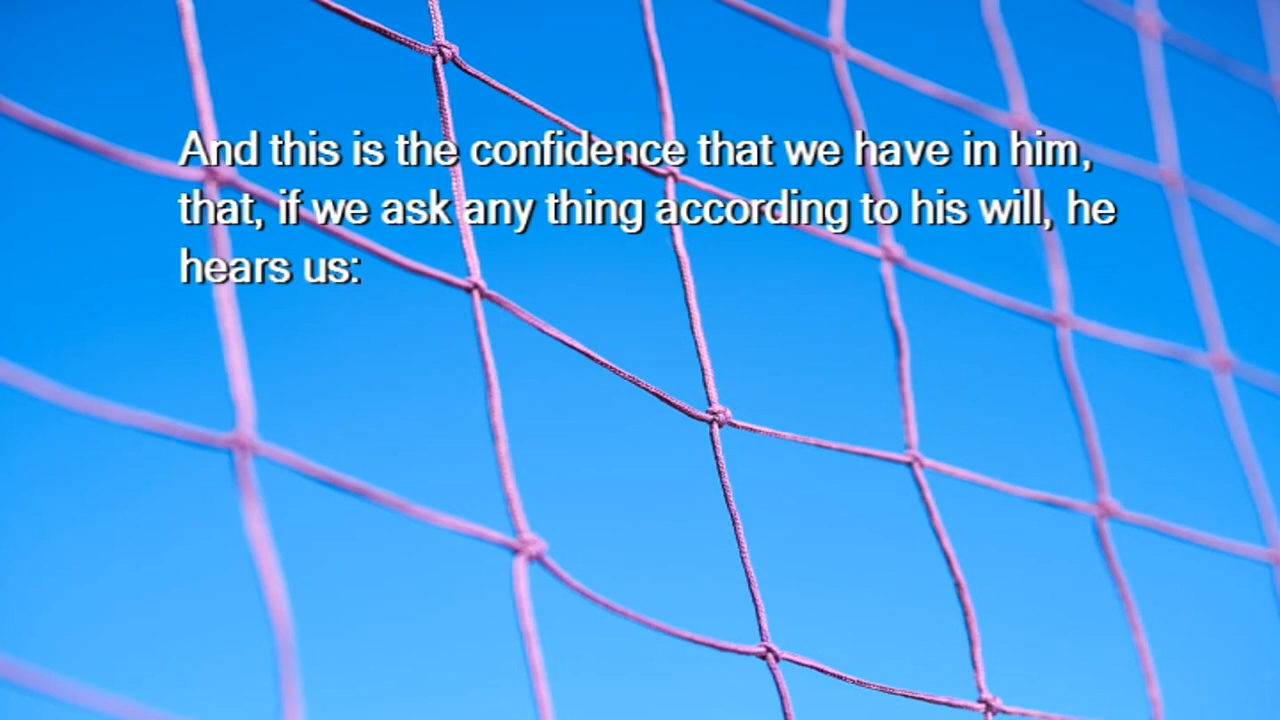 And this is the confidence that we have in him,
that, if we ask any thing according to his will, he
hears us: